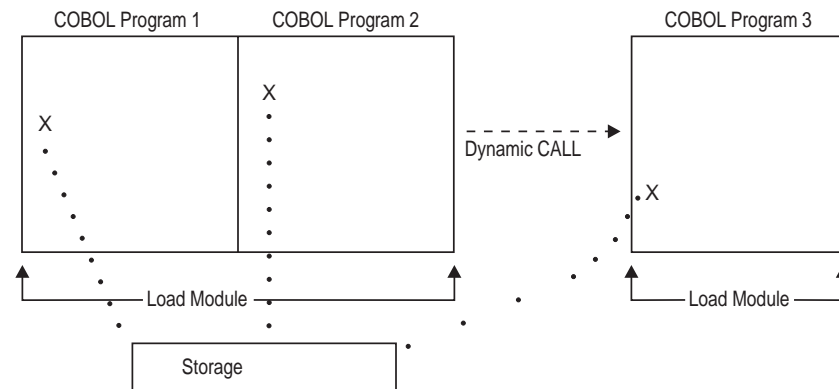 COBOL Program 1
COBOL Program 2
COBOL Program 3
X
X
Dynamic CALL
X
Load Module
Load Module
Storage